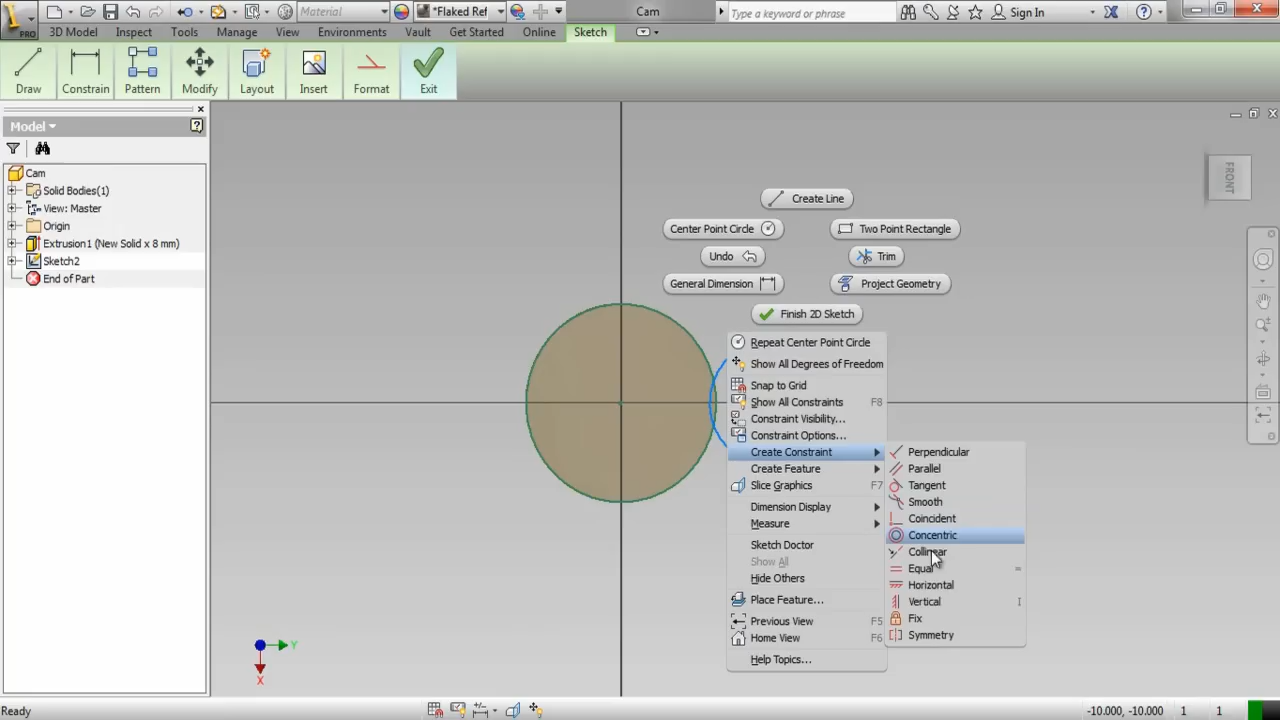 PRO
Material
*Flaked Ref
Cam
Type a keyword or phrase
Sign In
3D Model
Inspect
Tools
Manage
View
Environments
Vault
Get Started
Online
Sketch
Draw
Constrain
Pattern
Modify
Layout
Insert
Format
Exit
Model
Cam
Solid Bodies(1)
View: Master
Origin
Extrusion1 (New Solid x 8 mm)
Sketch2
End of Part
FRONT
Create Line
Center Point Circle
Two Point Rectangle
Undo
Trim
General Dimension
Project Geometry
Finish 2D Sketch
Repeat Center Point Circle
Show All Degrees of Freedom
Snap to Grid
Show All Constraints F8
Constraint Visibility...
Constraint Options...
Create Constraint
Create Feature
Slice Graphics F7
Dimension Display
Measure
Sketch Doctor
Show All
Hide Others
Place Feature...
Previous View F5
Home View F6
Help Topics...
Perpendicular
Parallel
Tangent
Smooth
Coincident
Concentric
Collinear
Equal =
Horizontal
Vertical I
Fix
Symmetry
Y
X
Ready
-10.000, -10.000 1 1